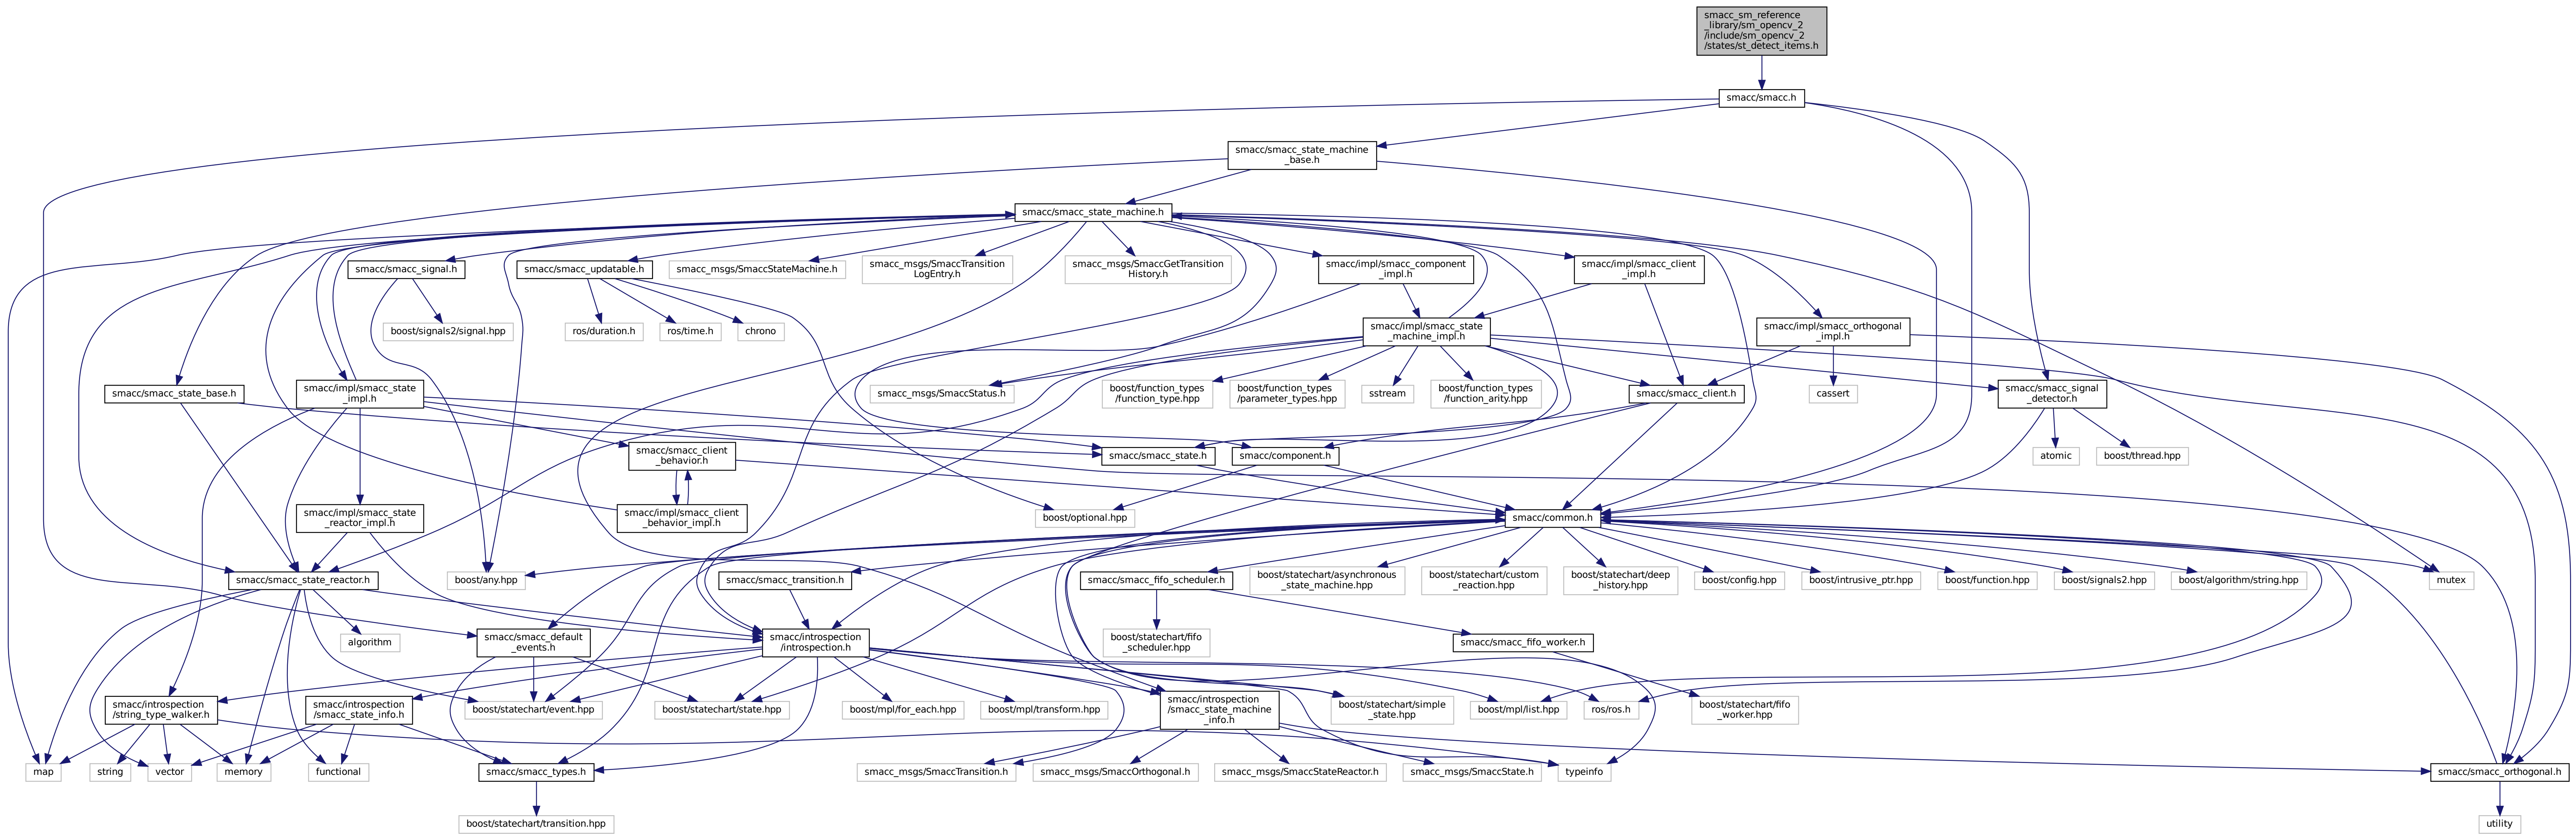 smacc_sm_reference
_library/sm_opencv_2
/include/sm_opencv_2
/states/st_detect_items.h
smacc/smacc.h
smacc/smacc_state_machine
_base.h
smacc/smacc_state_machine.h
smacc/smacc_signal.h
smacc/smacc_updatable.h
smacc_msgs/SmaccStateMachine.h
smacc_msgs/SmaccTransition
LogEntry.h
smacc_msgs/SmaccGetTransition
History.h
smacc/impl/smacc_component
_impl.h
smacc/impl/smacc_client
_impl.h
boost/signals2/signal.hpp
ros/duration.h
ros/time.h
chrono
smacc/impl/smacc_state
_machine_impl.h
smacc/impl/smacc_orthogonal
_impl.h
smacc/smacc_state_base.h
smacc/impl/smacc_state
_impl.h
smacc_msgs/SmaccStatus.h
boost/function_types
/function_type.hpp
boost/function_types
/parameter_types.hpp
sstream
boost/function_types
/function_arity.hpp
smacc/smacc_client.h
cassert
smacc/smacc_signal
_detector.h
smacc/smacc_client
_behavior.h
smacc/smacc_state.h
smacc/component.h
atomic
boost/thread.hpp
smacc/impl/smacc_state
_reactor_impl.h
smacc/impl/smacc_client
_behavior_impl.h
boost/optional.hpp
smacc/common.h
smacc/smacc_state_reactor.h
boost/any.hpp
smacc/smacc_transition.h
smacc/smacc_fifo_scheduler.h
boost/statechart/asynchronous
_state_machine.hpp
boost/statechart/custom
_reaction.hpp
boost/statechart/deep
_history.hpp
boost/config.hpp
boost/intrusive_ptr.hpp
boost/function.hpp
boost/signals2.hpp
boost/algorithm/string.hpp
mutex
algorithm
smacc/smacc_default
_events.h
smacc/introspection
/introspection.h
boost/statechart/fifo
_scheduler.hpp
smacc/smacc_fifo_worker.h
smacc/introspection
/string_type_walker.h
smacc/introspection
/smacc_state_info.h
boost/statechart/event.hpp
boost/statechart/state.hpp
boost/mpl/for_each.hpp
boost/mpl/transform.hpp
smacc/introspection
/smacc_state_machine
_info.h
boost/statechart/simple
_state.hpp
boost/mpl/list.hpp
ros/ros.h
boost/statechart/fifo
_worker.hpp
map
string
vector
memory
functional
smacc/smacc_types.h
smacc_msgs/SmaccTransition.h
smacc_msgs/SmaccOrthogonal.h
smacc_msgs/SmaccStateReactor.h
smacc_msgs/SmaccState.h
typeinfo
smacc/smacc_orthogonal.h
boost/statechart/transition.hpp
utility